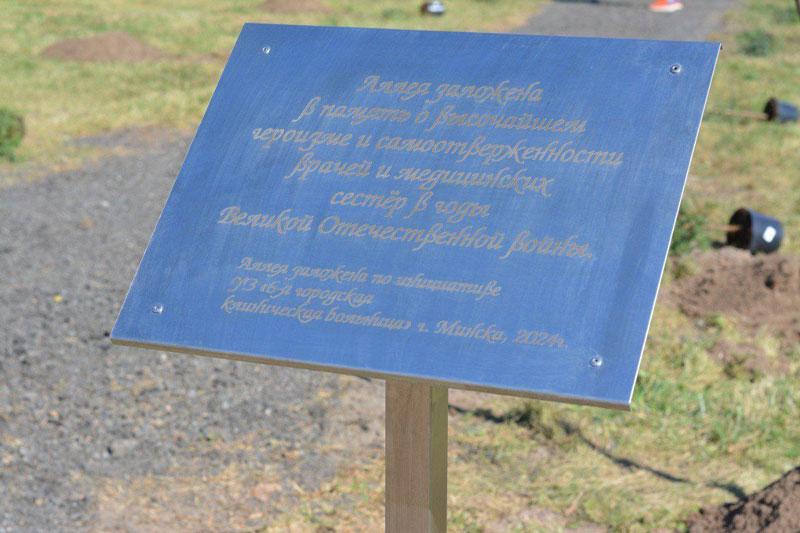 Аллея заложена
в память о высочайшем
героизме и самоотверженности
врачей и медицинских
сестёр в годы
Великой Отечественной войны.
Аллея заложена по инициативе
УЗ «6-я городская
клиническая больница» г. Минска, 2024г.